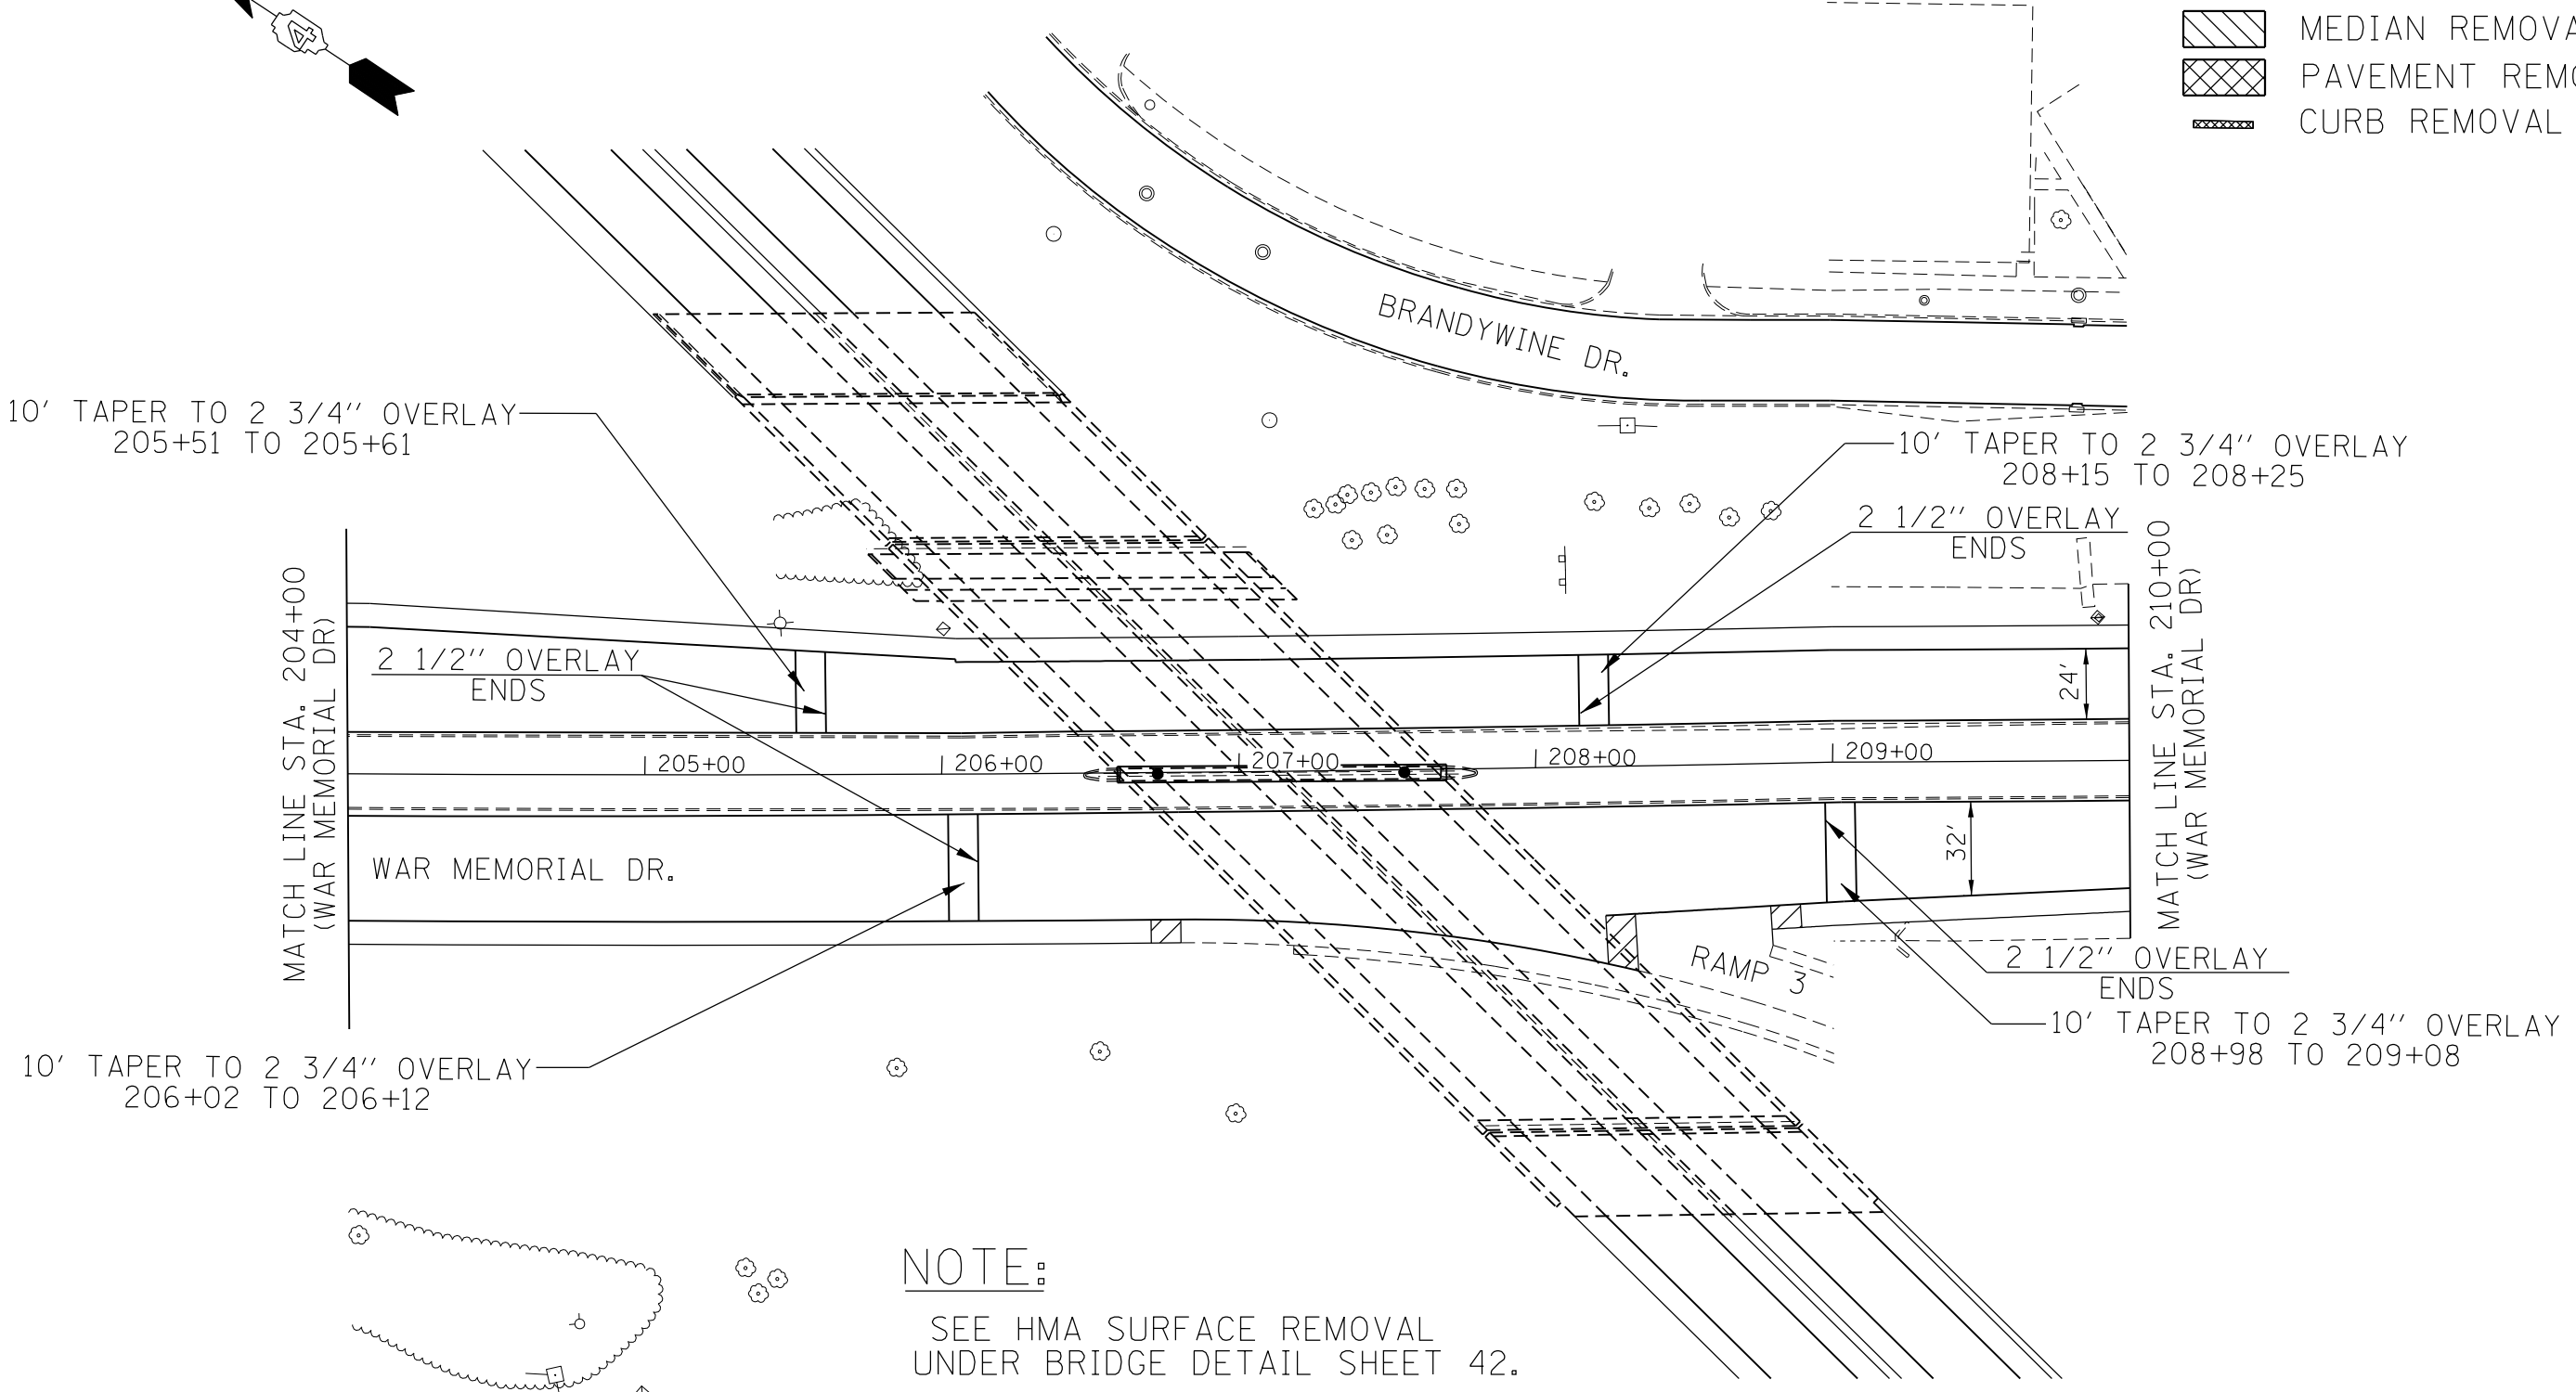 4
MEDIAN REMOVA
PAVEMENT REMO
CURB REMOVAL
BRANDYWINE DR.
10' TAPER TO 2 3/4'' OVERLAY
205+51 TO 205+61
10' TAPER TO 2 3/4'' OVERLAY
208+15 TO 208+25
2 1/2'' OVERLAY
ENDS
MATCH LINE STA. 204+00
(WAR MEMORIAL DR)
2 1/2'' OVERLAY
ENDS
24'
MATCH LINE STA. 210+00
(WAR MEMORIAL DR)
205+00
206+00
207+00
208+00
209+00
WAR MEMORIAL DR.
32'
RAMP 3
2 1/2'' OVERLAY
ENDS
10' TAPER TO 2 3/4'' OVERLAY
208+98 TO 209+08
10' TAPER TO 2 3/4'' OVERLAY
206+02 TO 206+12
NOTE:
SEE HMA SURFACE REMOVAL
UNDER BRIDGE DETAIL SHEET 42.